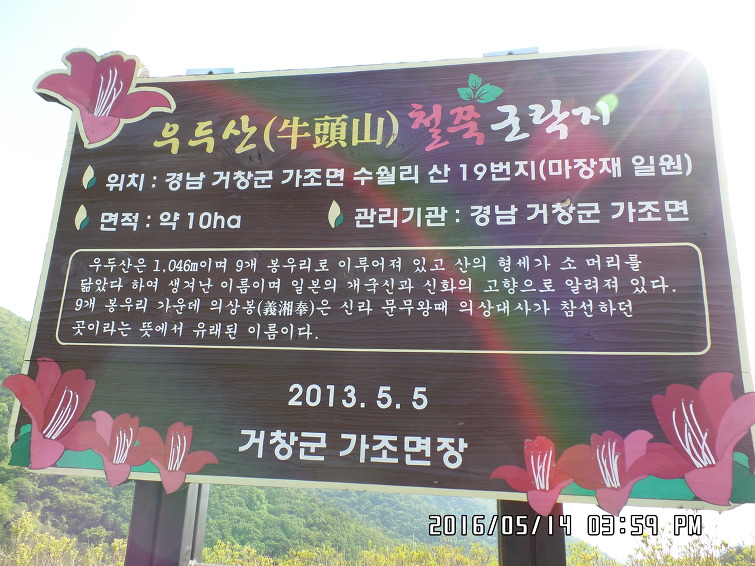 우두산(牛頭山) 철쭉 군락지
위치 : 경남 거창군 가조면 수월리 산 19번지(마장재 일원)
면적 : 약 10ha 관리기관 : 경남 거창군 가조면
우두산은 1,046m이며 9개 봉우리로 이루어져 있고 산의 형세가 소 머리를
닮았다 하여 생겨난 이름이며 일본의 개국신과 신화의 고향으로 알려져 있다.
9개 봉우리 가운데 의상봉(義湘奉)은 신라 문무왕때 의상대사가 참선하던
곳이라는 뜻에서 유래된 이름이다.
2013. 5. 5
거창군 가조면장
2016/05/14 03:59 PM